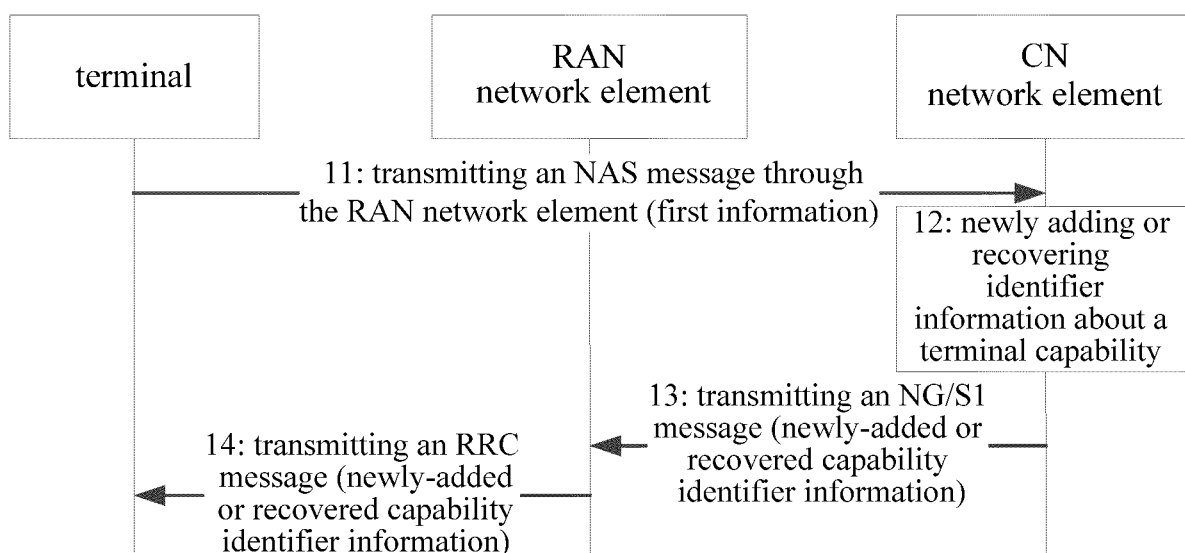 terminal
RAN
network element
CN
network element
11: transmitting an NAS message through
the RAN network element (first information)
12: newly adding or
recovering
identifier
information about a
terminal capability
13: transmitting an NG/S1
message (newly-added or
recovered capability
identifier information)
14: transmitting an RRC
message (newly-added
or recovered capability
identifier information)